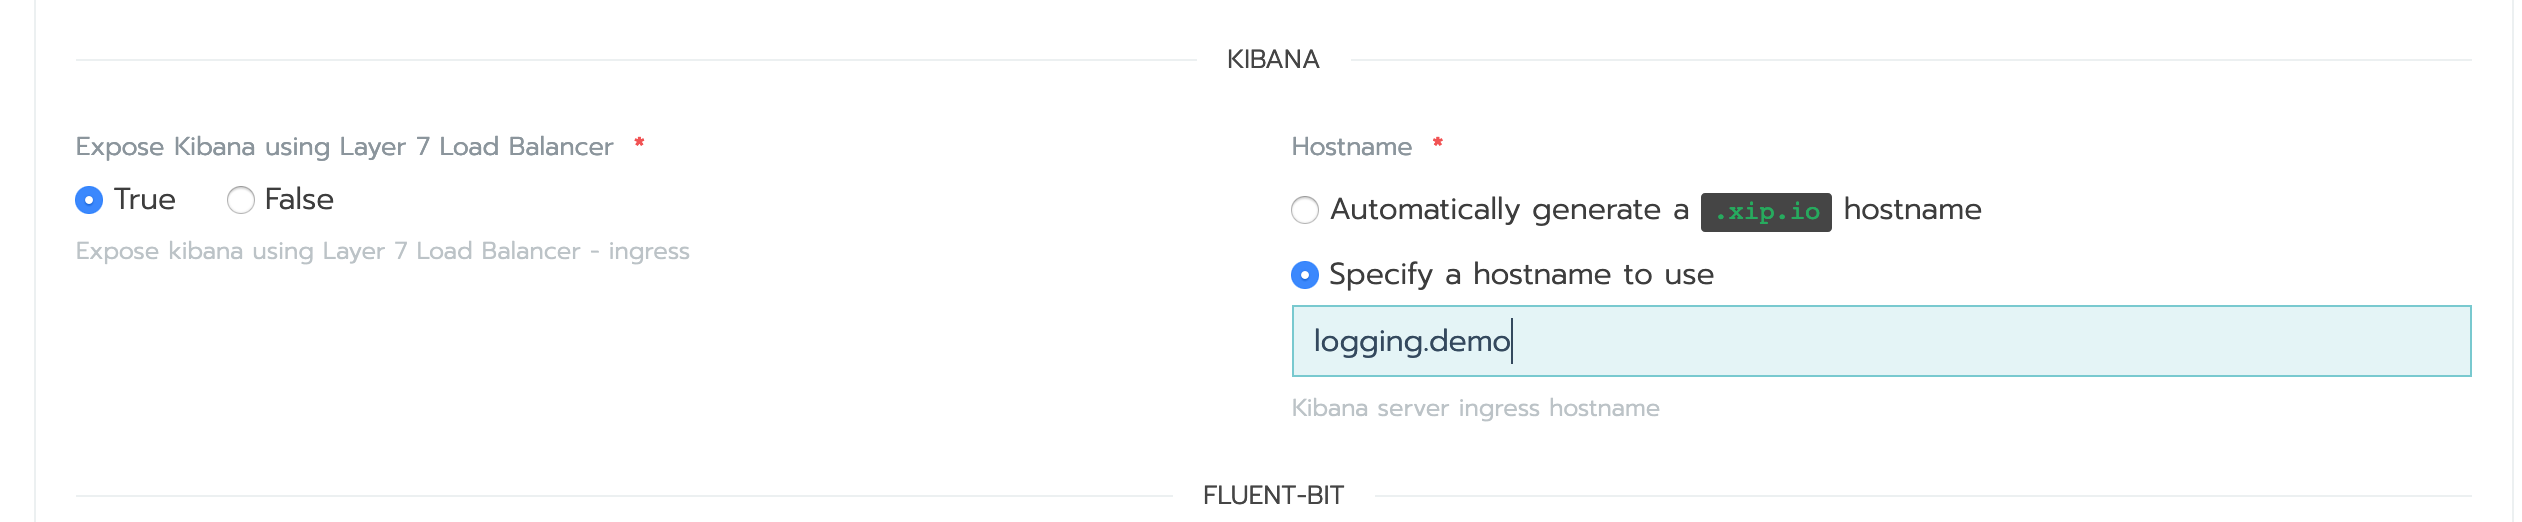 KIBANA
Expose Kibana using Layer 7 Load Balancer *
True False
Expose kibana using Layer 7 Load Balancer - ingress
Hostname *
Automatically generate a .xip.io hostname
Specify a hostname to use
logging.demo
Kibana server ingress hostname
FLUENT-BIT